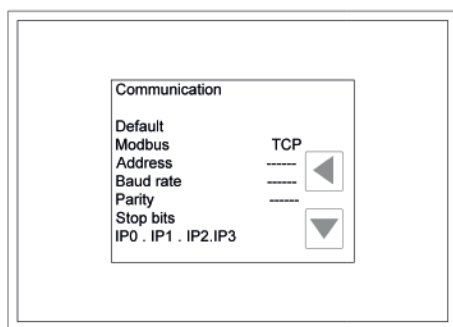 Communication
Default
Modbus TCP
Address ------
Baud rate ------
Parity ------
Stop bits
IP0 . IP1 . IP2.IP3